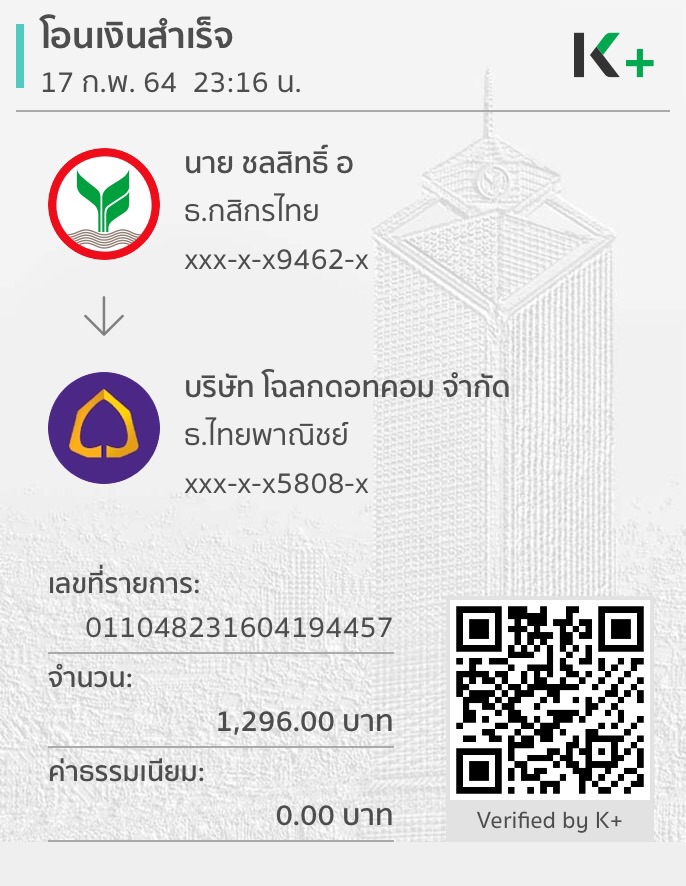 โอนเงินสำเร็จ
17 ก.พ. 64 23:16 น.
K+
นาย ชลสิทธิ์ อ
ธ.กสิกรไทย
xxx-x-x9462-x
บริษัท โฉลกดอทคอม จำกัด
ธ.ไทยพาณิชย์
xxx-x-x5808-x
เลขที่รายการ:
011048231604194457
จำนวน:
1,296.00 บาท
ค่าธรรมเนียม:
0.00 บาท
Verified by K+